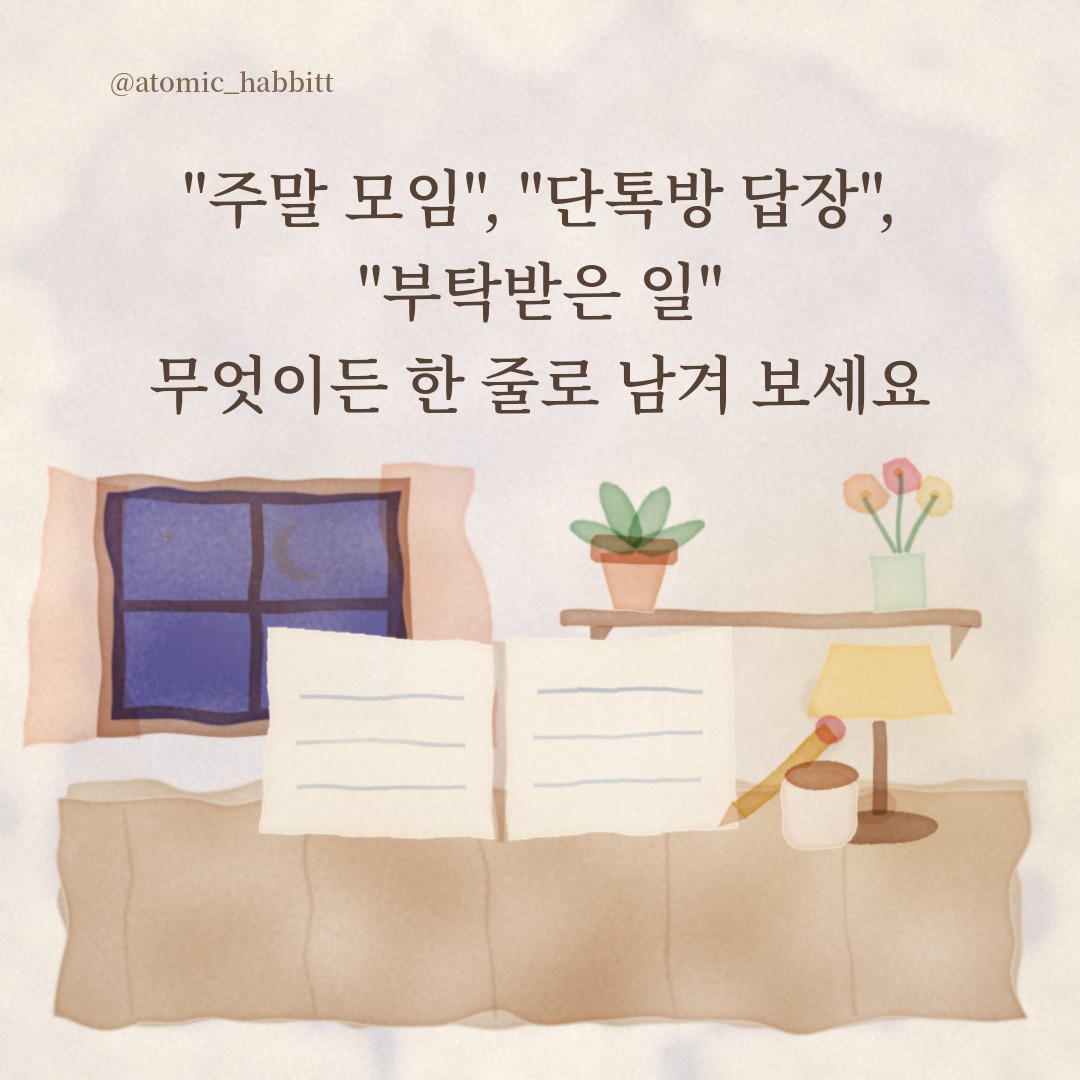 @atomic_habbitt
"주말 모임", "단톡방 답장",
"부탁받은 일"
무엇이든 한 줄로 남겨 보세요